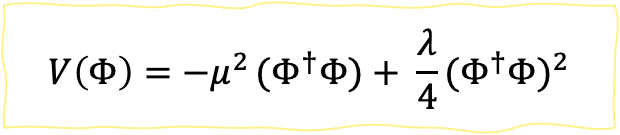 V(Φ) = −μ² (Φ†Φ) + λ/4 (Φ†Φ)²